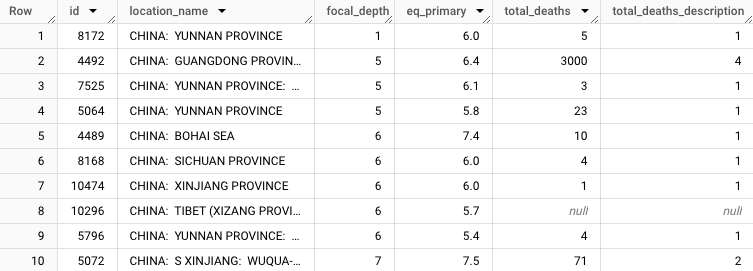 Row id location_name focal_depth eq_primary total_deaths total_deaths_description
1 8172 CHINA: YUNNAN PROVINCE 1 6.0 5 1
2 4492 CHINA: GUANGDONG PROVIN... 5 6.4 3000 4
3 7525 CHINA: YUNNAN PROVINCE: ... 5 6.1 3 1
4 5064 CHINA: YUNNAN PROVINCE 5 5.8 23 1
5 4489 CHINA: BOHAI SEA 6 7.4 10 1
6 8168 CHINA: SICHUAN PROVINCE 6 6.0 4 1
7 10474 CHINA: XINJIANG PROVINCE 6 6.0 1 1
8 10296 CHINA: TIBET (XIZANG PROVI... 6 5.7 null null
9 5796 CHINA: YUNNAN PROVINCE: ... 6 5.4 4 1
10 5072 CHINA: S XINJIANG: WUQUA-... 7 7.5 71 2